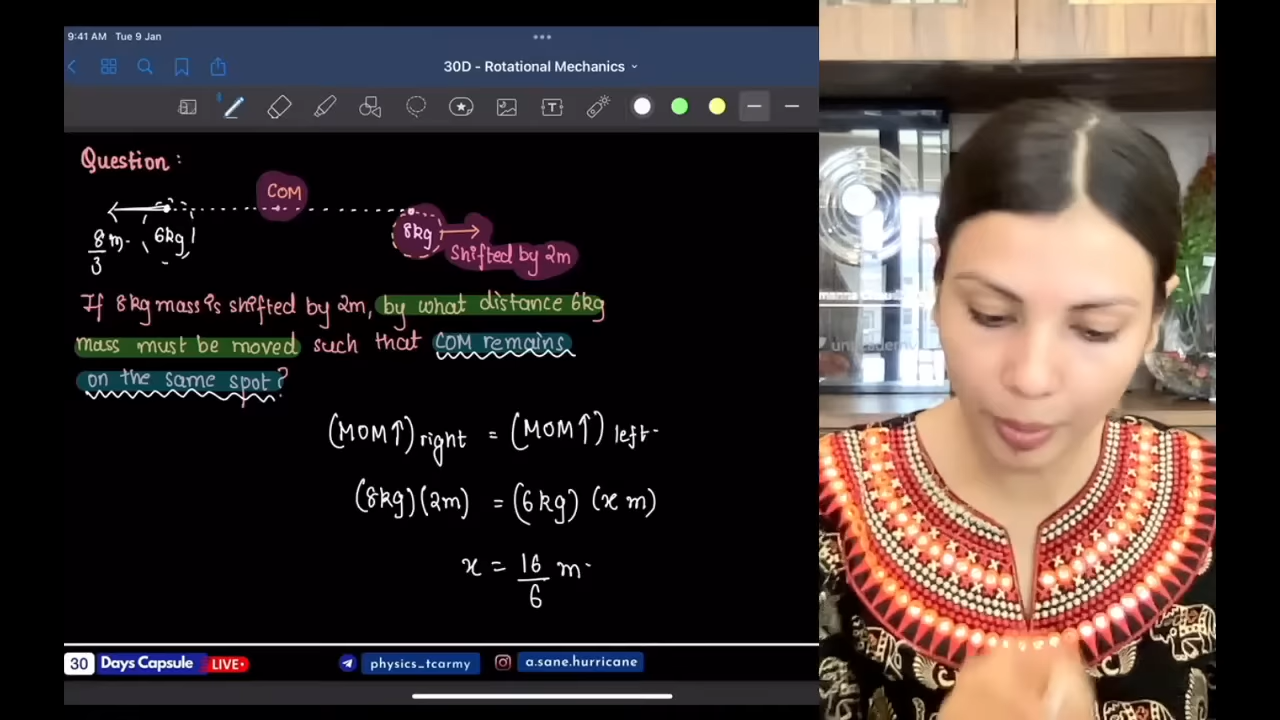 9:41 AM Tue 9 Jan
30D - Rotational Mechanics
T
Question:
COM
8/3 m. 6kg
8kg
shifted by 2m
If 8kg mass is shifted by 2m, by what distance 6kg
mass must be moved such that COM remains
on the same spot?
(MOM↑) right = (MOM↑) left.
(8kg)(2m) = (6kg) (x m)
x = 16/6 m.
30 Days Capsule LIVE
physics_tcarmy
a.sane.hurricane